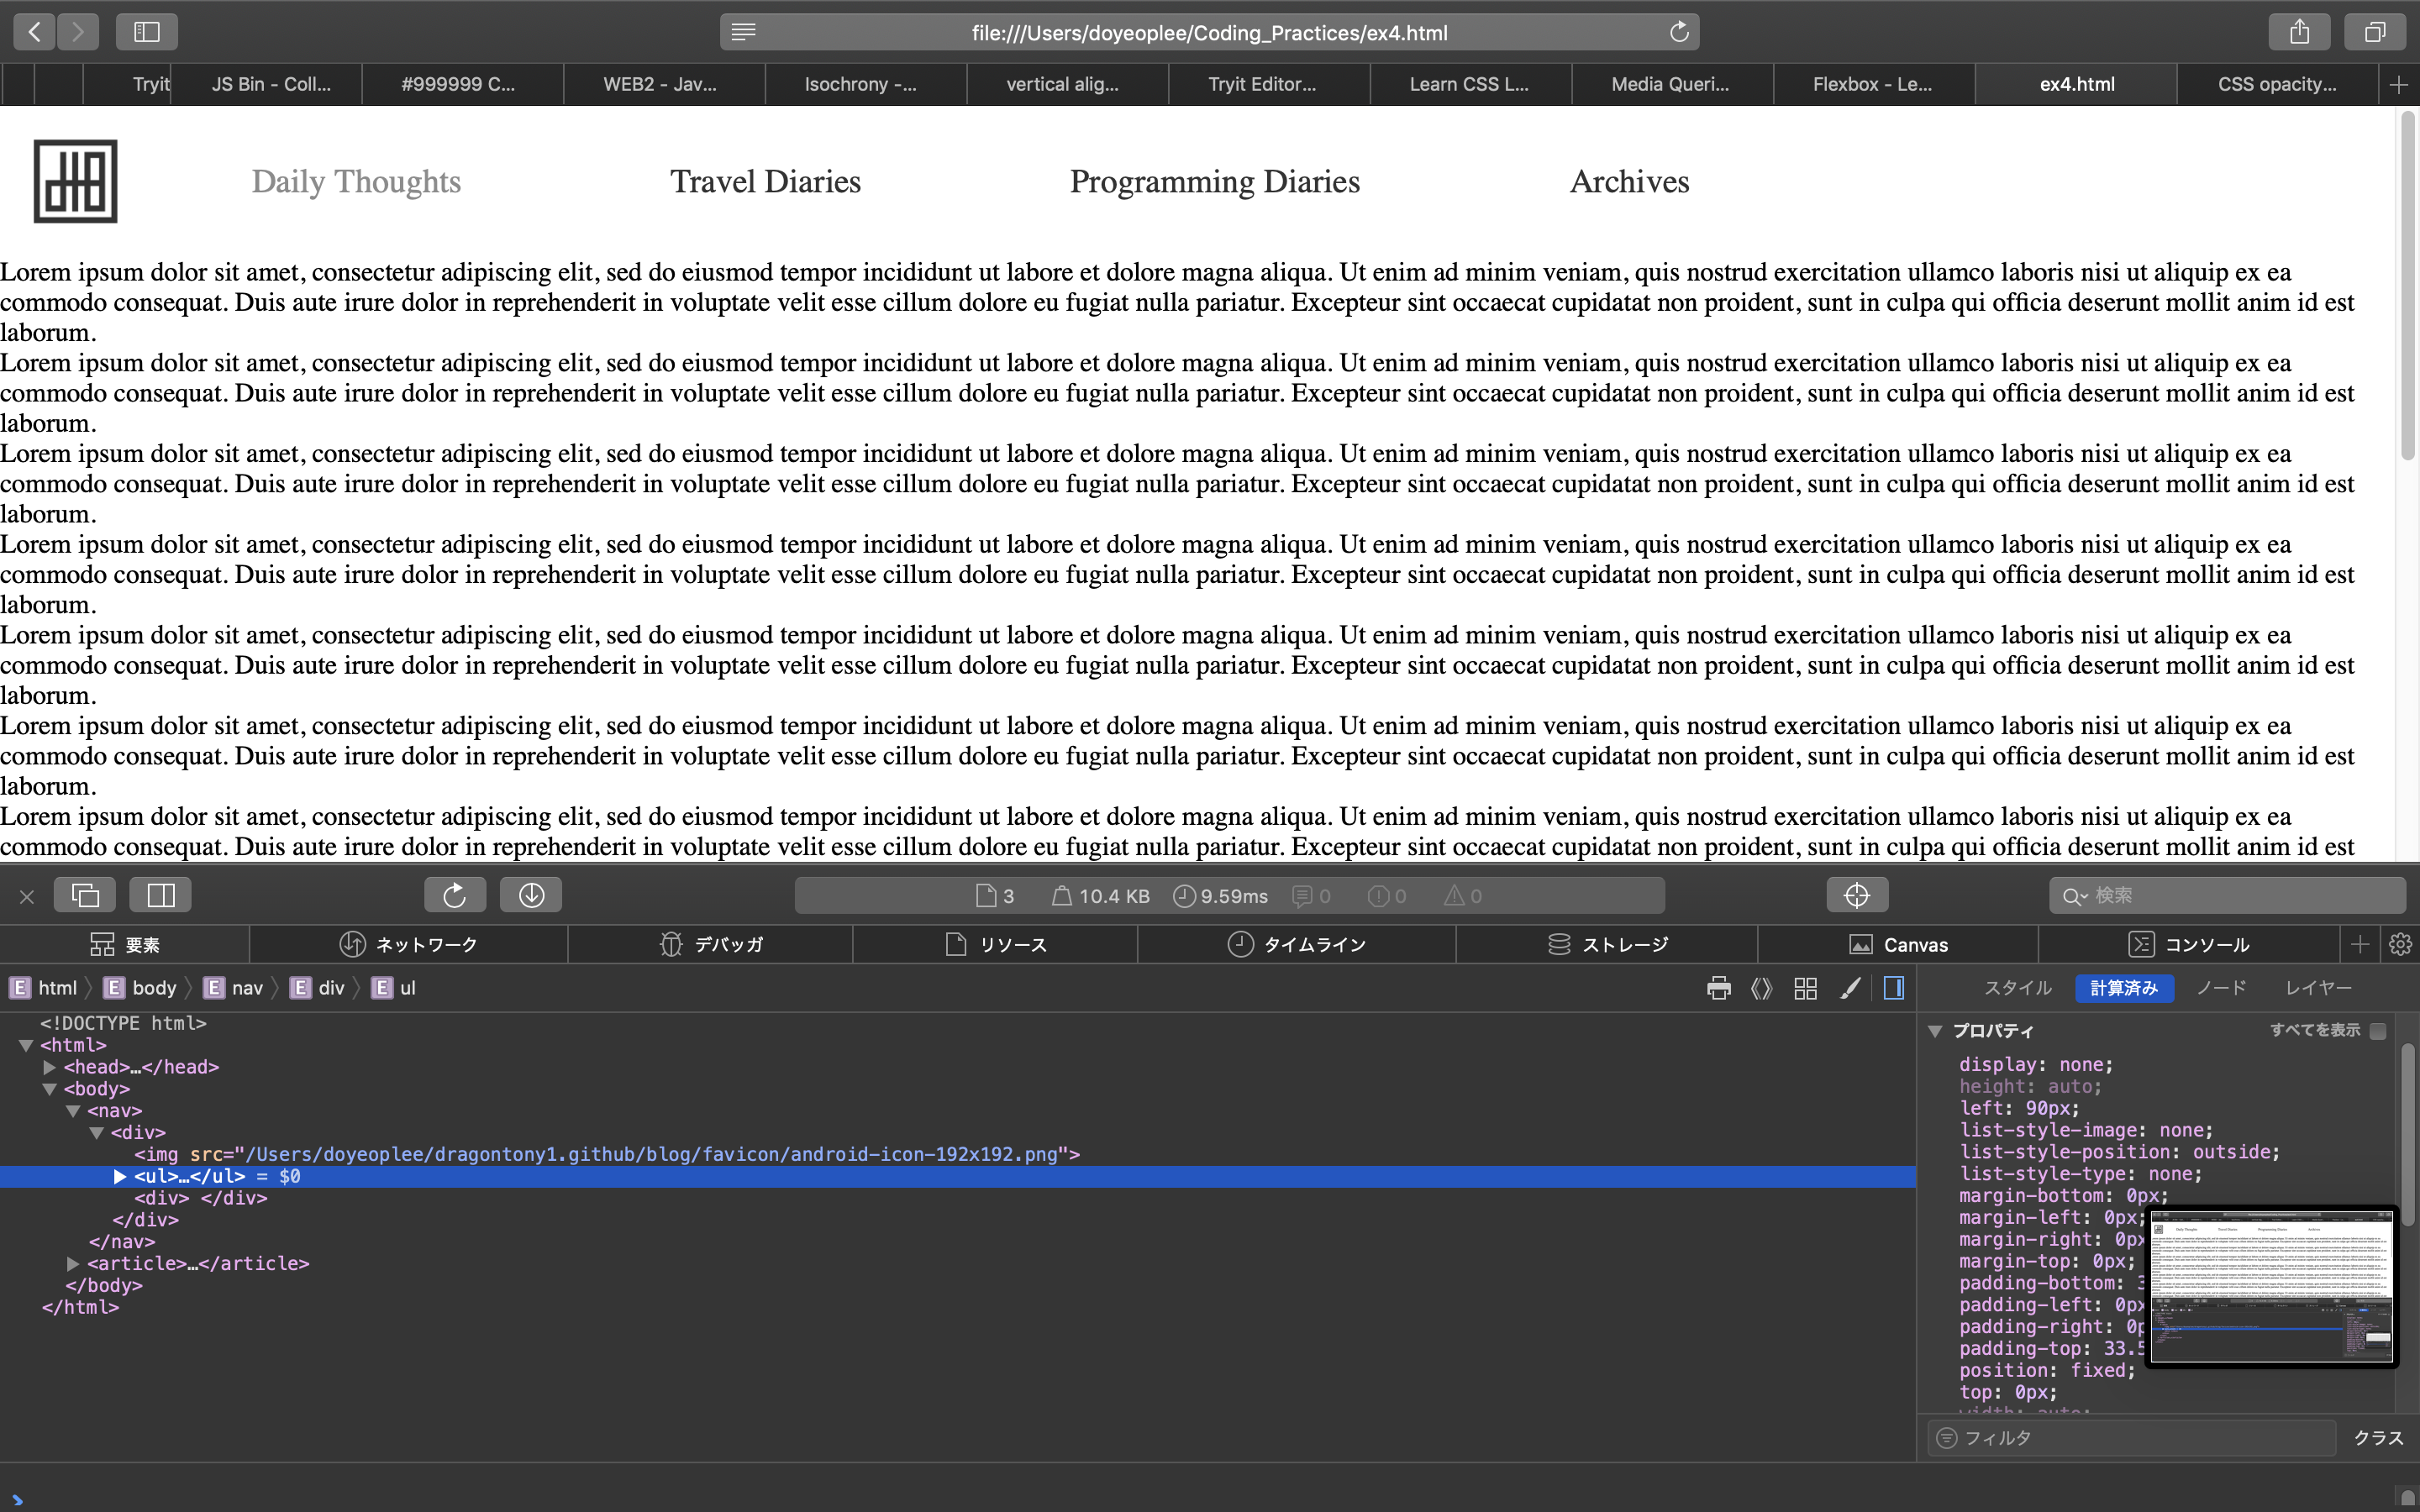 file:///Users/doyeoplee/Coding_Practices/ex4.html
Tryit
JS Bin - Coll...
#999999 C...
WEB2 - Jav...
Isochrony -...
vertical alig...
Tryit Editor...
Learn CSS L...
Media Queri...
Flexbox - Le...
ex4.html
CSS opacity...
Daily Thoughts
Travel Diaries
Programming Diaries
Archives
Lorem ipsum dolor sit amet, consectetur adipiscing elit, sed do eiusmod tempor incididunt ut labore et dolore magna aliqua. Ut enim ad minim veniam, quis nostrud exercitation ullamco laboris nisi ut aliquip ex ea
commodo consequat. Duis aute irure dolor in reprehenderit in voluptate velit esse cillum dolore eu fugiat nulla pariatur. Excepteur sint occaecat cupidatat non proident, sunt in culpa qui officia deserunt mollit anim id est
laborum.
Lorem ipsum dolor sit amet, consectetur adipiscing elit, sed do eiusmod tempor incididunt ut labore et dolore magna aliqua. Ut enim ad minim veniam, quis nostrud exercitation ullamco laboris nisi ut aliquip ex ea
commodo consequat. Duis aute irure dolor in reprehenderit in voluptate velit esse cillum dolore eu fugiat nulla pariatur. Excepteur sint occaecat cupidatat non proident, sunt in culpa qui officia deserunt mollit anim id est
laborum.
Lorem ipsum dolor sit amet, consectetur adipiscing elit, sed do eiusmod tempor incididunt ut labore et dolore magna aliqua. Ut enim ad minim veniam, quis nostrud exercitation ullamco laboris nisi ut aliquip ex ea
commodo consequat. Duis aute irure dolor in reprehenderit in voluptate velit esse cillum dolore eu fugiat nulla pariatur. Excepteur sint occaecat cupidatat non proident, sunt in culpa qui officia deserunt mollit anim id est
laborum.
Lorem ipsum dolor sit amet, consectetur adipiscing elit, sed do eiusmod tempor incididunt ut labore et dolore magna aliqua. Ut enim ad minim veniam, quis nostrud exercitation ullamco laboris nisi ut aliquip ex ea
commodo consequat. Duis aute irure dolor in reprehenderit in voluptate velit esse cillum dolore eu fugiat nulla pariatur. Excepteur sint occaecat cupidatat non proident, sunt in culpa qui officia deserunt mollit anim id est
laborum.
Lorem ipsum dolor sit amet, consectetur adipiscing elit, sed do eiusmod tempor incididunt ut labore et dolore magna aliqua. Ut enim ad minim veniam, quis nostrud exercitation ullamco laboris nisi ut aliquip ex ea
commodo consequat. Duis aute irure dolor in reprehenderit in voluptate velit esse cillum dolore eu fugiat nulla pariatur. Excepteur sint occaecat cupidatat non proident, sunt in culpa qui officia deserunt mollit anim id est
laborum.
Lorem ipsum dolor sit amet, consectetur adipiscing elit, sed do eiusmod tempor incididunt ut labore et dolore magna aliqua. Ut enim ad minim veniam, quis nostrud exercitation ullamco laboris nisi ut aliquip ex ea
commodo consequat. Duis aute irure dolor in reprehenderit in voluptate velit esse cillum dolore eu fugiat nulla pariatur. Excepteur sint occaecat cupidatat non proident, sunt in culpa qui officia deserunt mollit anim id est
laborum.
Lorem ipsum dolor sit amet, consectetur adipiscing elit, sed do eiusmod tempor incididunt ut labore et dolore magna aliqua. Ut enim ad minim veniam, quis nostrud exercitation ullamco laboris nisi ut aliquip ex ea
commodo consequat. Duis aute irure dolor in reprehenderit in voluptate velit esse cillum dolore eu fugiat nulla pariatur. Excepteur sint occaecat cupidatat non proident, sunt in culpa qui officia deserunt mollit anim id est
3
10.4 KB
9.59ms
0
0
0
検索
要素
ネットワーク
デバッガ
リソース
タイムライン
ストレージ
Canvas
コンソール
E html
E body
E nav
E div
E ul
スタイル
計算済み
ノード
レイヤー
<!DOCTYPE html>
<html>
<head>…</head>
<body>
<nav>
<div>
<img src="/Users/doyeoplee/dragontony1.github/blog/favicon/android-icon-192x192.png">
<ul>…</ul> = $0
<div> </div>
</div>
</nav>
<article>…</article>
</body>
</html>
プロパティ
すべてを表示
display: none;
height: auto;
left: 90px;
list-style-image: none;
list-style-position: outside;
list-style-type: none;
margin-bottom: 0px;
margin-left: 0px;
margin-right: 0px
margin-top: 0px;
padding-bottom: 3
padding-left: 0px
padding-right: 0p
padding-top: 33.5
position: fixed;
top: 0px;
width: auto;
フィルタ
クラス